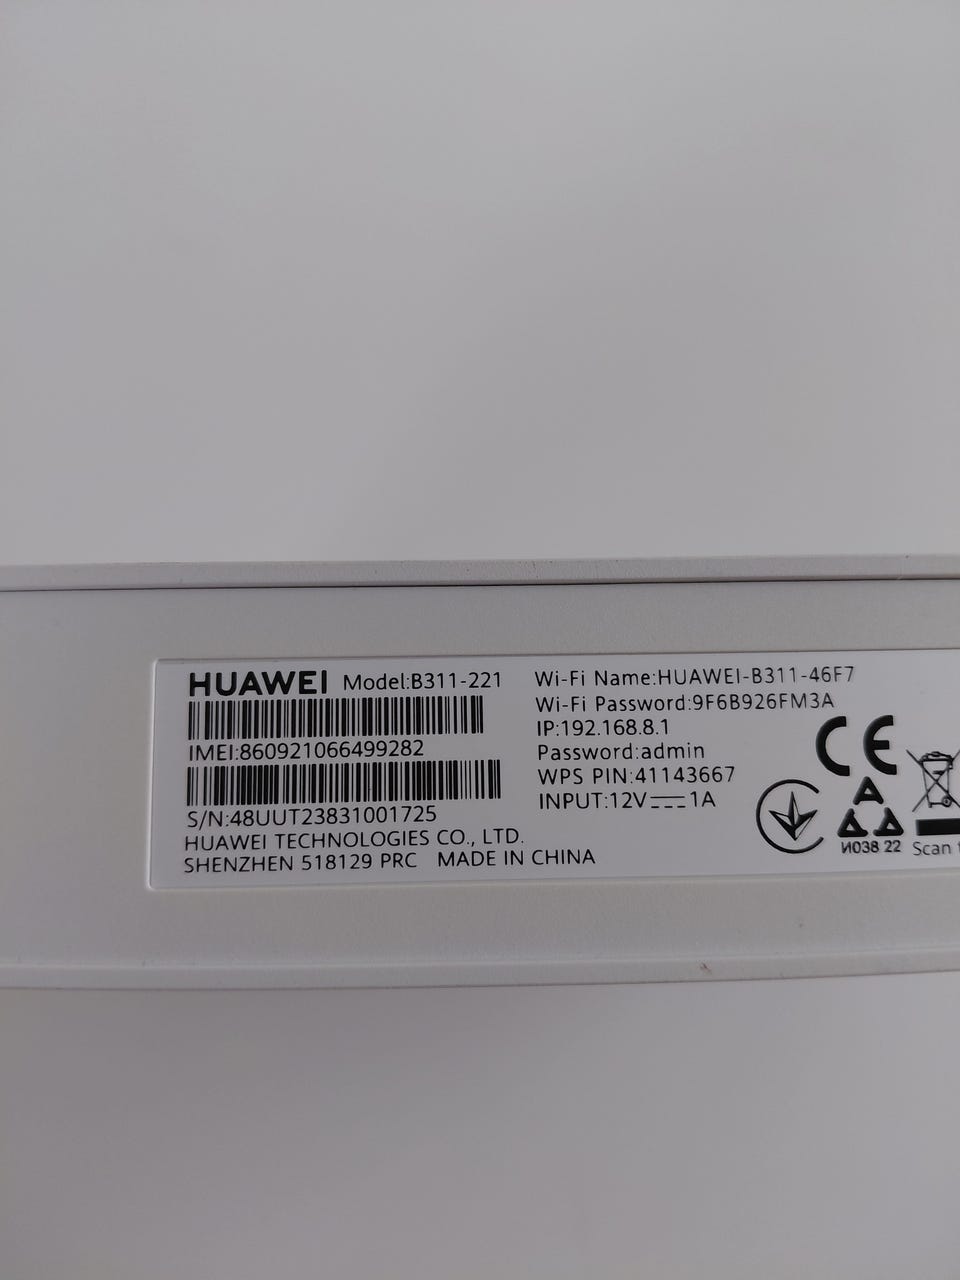 HUAWEI Model:B311-221
IMEI:860921066499282
S/N:48UUT23831001725
HUAWEI TECHNOLOGIES CO., LTD.
SHENZHEN 518129 PRC MADE IN CHINA
Wi-Fi Name:HUAWEI-B311-46F7
Wi-Fi Password:9F6B926FM3A
IP:192.168.8.1
Password:admin
WPS PIN:41143667
INPUT:12V⎓1A
CE
И038 22
Scan